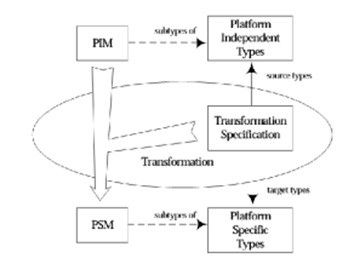 PIM
subtypes of
Platform
Independent
Types
source types
Transformation
Specification
Transformation
target types
PSM
subtypes of
Platform
Specific
Types